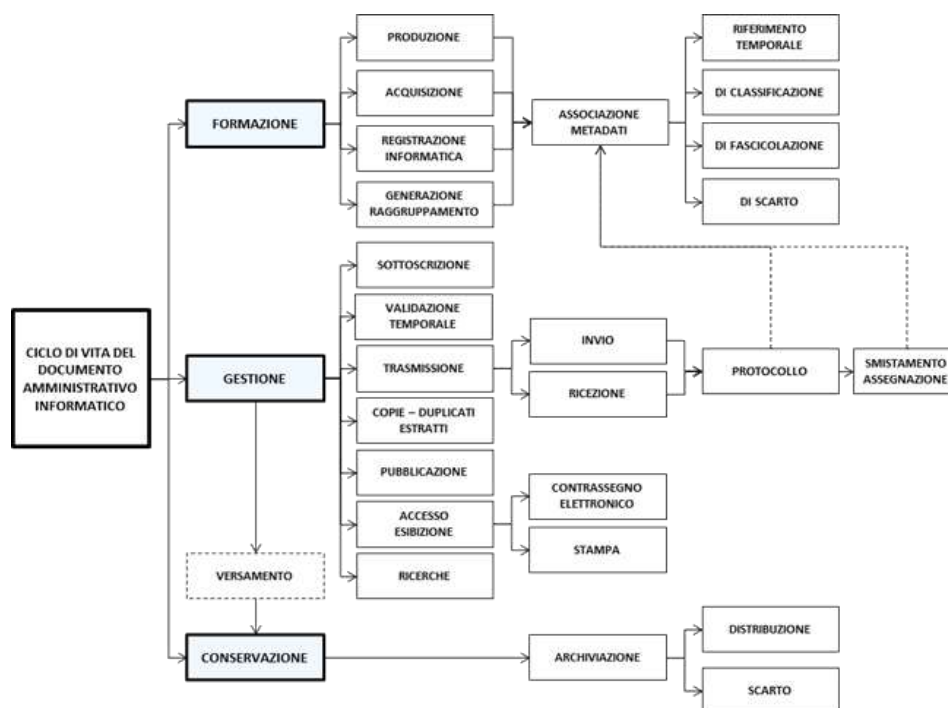 CICLO DI VITA DEL
DOCUMENTO
AMMINISTRATIVO
INFORMATICO
FORMAZIONE
PRODUZIONE
ACQUISIZIONE
REGISTRAZIONE
INFORMATICA
GENERAZIONE
RAGGRUPPAMENTO
ASSOCIAZIONE
METADATI
RIFERIMENTO
TEMPORALE
DI CLASSIFICAZIONE
DI FASCICOLAZIONE
DI SCARTO
GESTIONE
SOTTOSCRIZIONE
VALIDAZIONE
TEMPORALE
TRASMISSIONE
INVIO
RICEZIONE
PROTOCOLLO
SMISTAMENTO
ASSEGNAZIONE
COPIE – DUPLICATI
ESTRATTI
PUBBLICAZIONE
ACCESSO
ESIBIZIONE
CONTRASSEGNO
ELETTRONICO
STAMPA
RICERCHE
VERSAMENTO
CONSERVAZIONE
ARCHIVIAZIONE
DISTRIBUZIONE
SCARTO